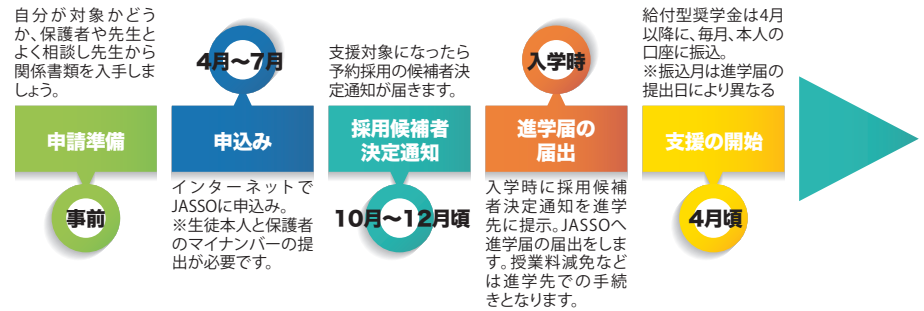 自分が対象かどう
か、保護者や先生と
よく相談し先生から
関係書類を入手しま
しょう。
申請準備
事前
4月〜7月
申込み
インターネットで
JASSOに申込み。
※生徒本人と保護者
のマイナンバーの提
出が必要です。
支援対象になったら
予約採用の候補者決
定通知が届きます。
採用候補者
決定通知
10月〜12月頃
入学時
進学届の
届出
入学時に採用候補
者決定通知を進学
先に提示。JASSOへ
進学届の届出をしま
す。授業料減免など
は進学先での手続
きとなります。
給付型奨学金は4月
以降に、毎月、本人の
口座に振込。
※振込月は進学届の
提出日により異なる
支援の開始
4月頃